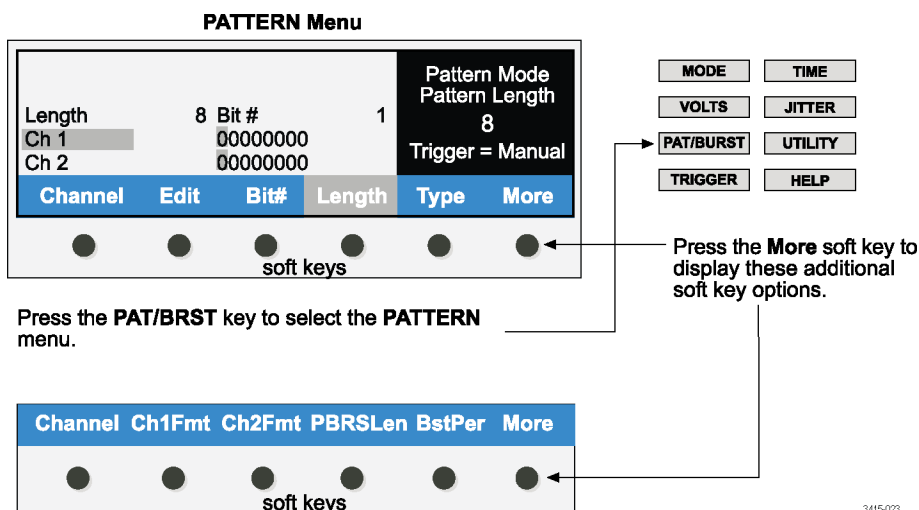 PATTERN Menu
Length 8 Bit # 1
Ch 1 00000000
Ch 2 00000000
Pattern Mode
Pattern Length
8
Trigger = Manual
Channel Edit Bit# Length Type More
soft keys
MODE TIME
VOLTS JITTER
PAT/BURST UTILITY
TRIGGER HELP
Press the More soft key to
display these additional
soft key options.
Press the PAT/BRST key to select the PATTERN
menu.
Channel Ch1Fmt Ch2Fmt PBRSLen BstPer More
soft keys
3415-023